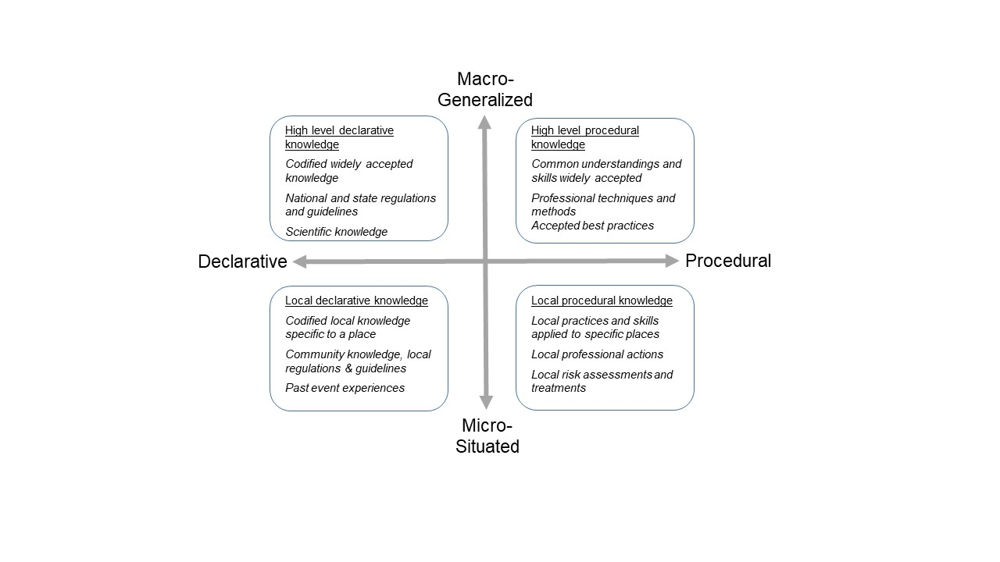 Macro-
Generalized
High level declarative
knowledge
Codified widely accepted
knowledge
National and state regulations
and guidelines
Scientific knowledge
High level procedural
knowledge
Common understandings and
skills widely accepted
Professional techniques and
methods
Accepted best practices
Declarative
Procedural
Local declarative knowledge
Codified local knowledge
specific to a place
Community knowledge, local
regulations & guidelines
Past event experiences
Local procedural knowledge
Local practices and skills
applied to specific places
Local professional actions
Local risk assessments and
treatments
Micro-
Situated